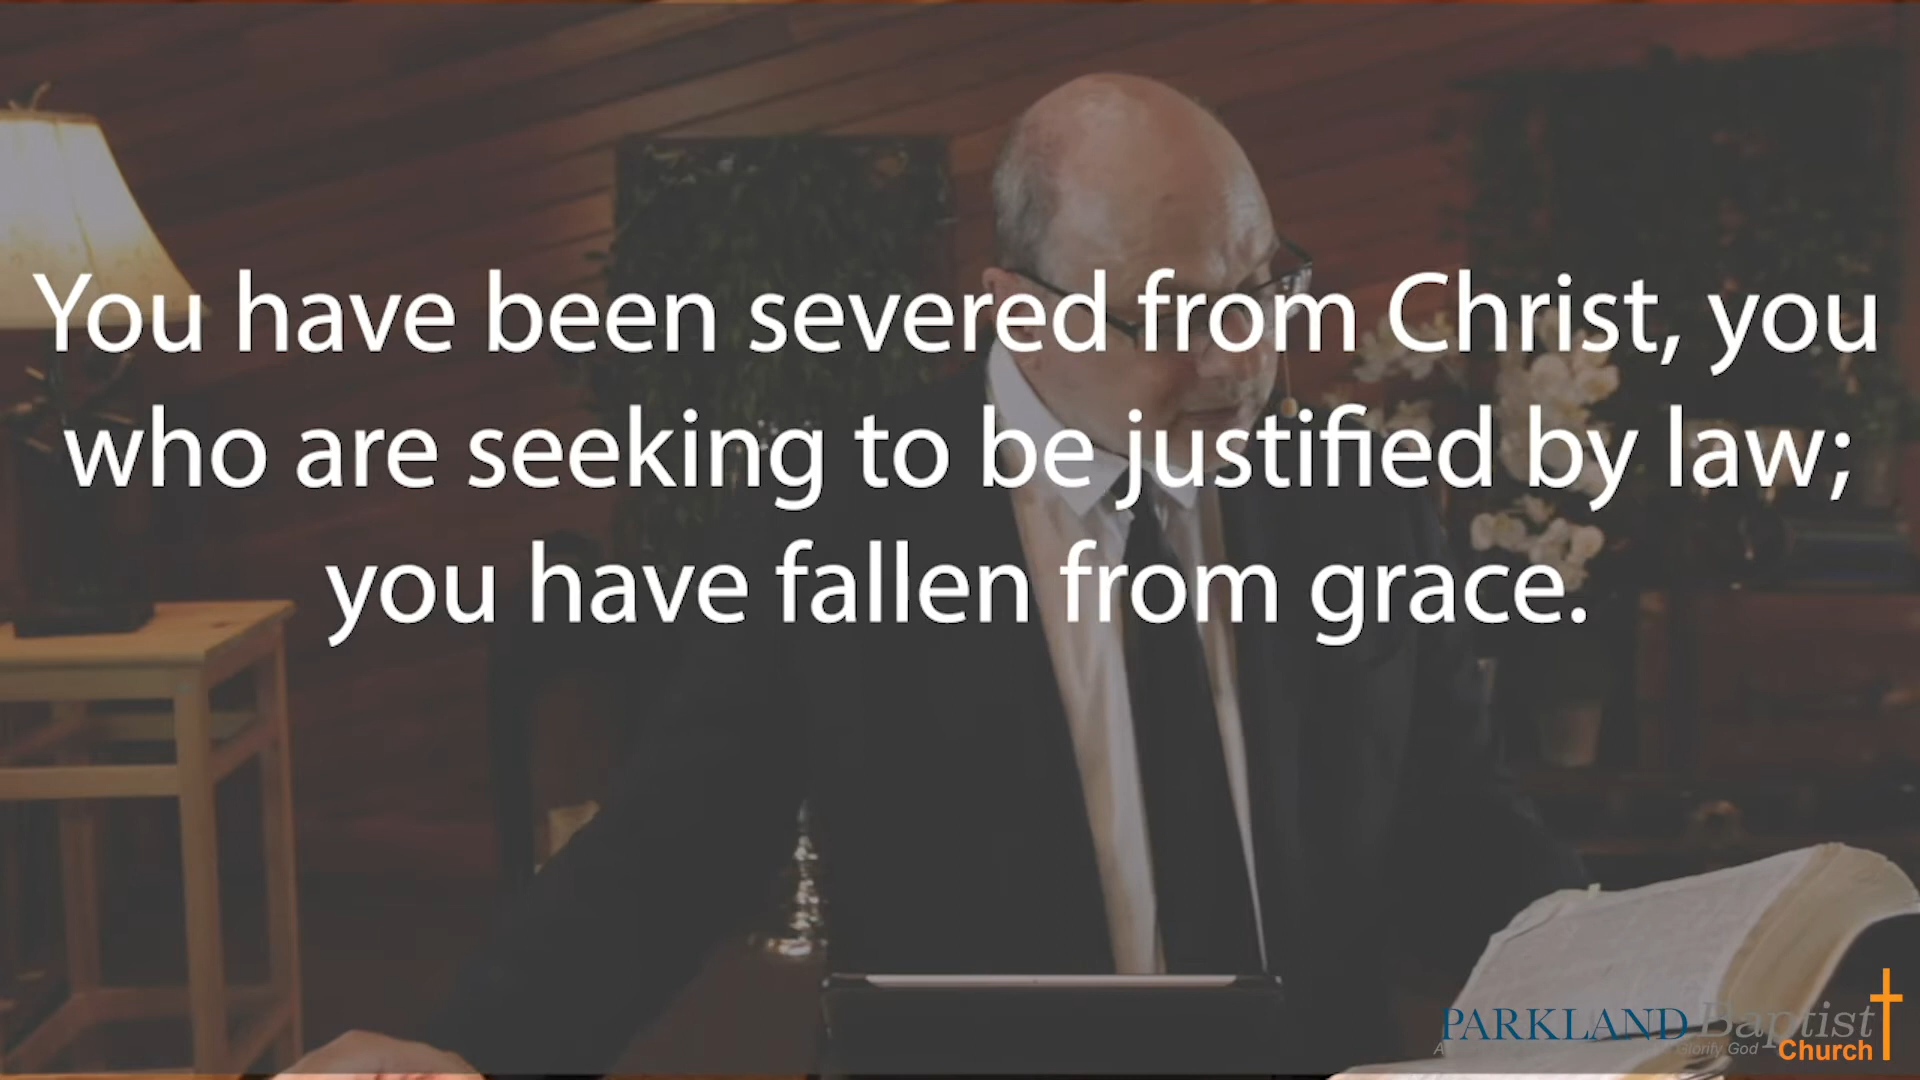 You have been severed from Christ, you
who are seeking to be justified by law;
you have fallen from grace.
PARKLAND Baptist
Glorify God
Church